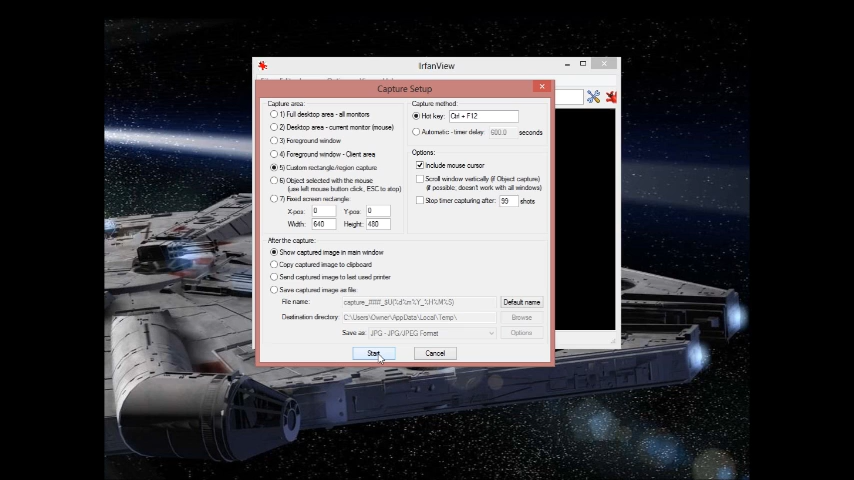 IrfanView
Capture Setup
Capture area:
1) Full desktop area - all monitors
2) Desktop area - current monitor (mouse)
3) Foreground window
4) Foreground window - Client area
5) Custom rectangle/region capture
6) Object selected with the mouse
(use left mouse button click, ESC to stop)
7) Fixed screen rectangle:
X-pos: 0 Y-pos: 0
Width: 640 Height: 480
Capture method:
Hot key: Ctrl + F12
Automatic - timer delay: 600.0 seconds
Options:
Include mouse cursor
Scroll window vertically (if Object capture)
(if possible; doesn't work with all windows)
Stop timer capturing after: 99 shots
After the capture:
Show captured image in main window
Copy captured image to clipboard
Send captured image to last used printer
Save captured image as file:
File name: capture_###_$U(%d%m%Y_%H%M%S) Default name
Destination directory: C:\Users\Owner\AppData\Local\Temp\ Browse
Save as: JPG - JPG/JPEG Format Options
Start Cancel